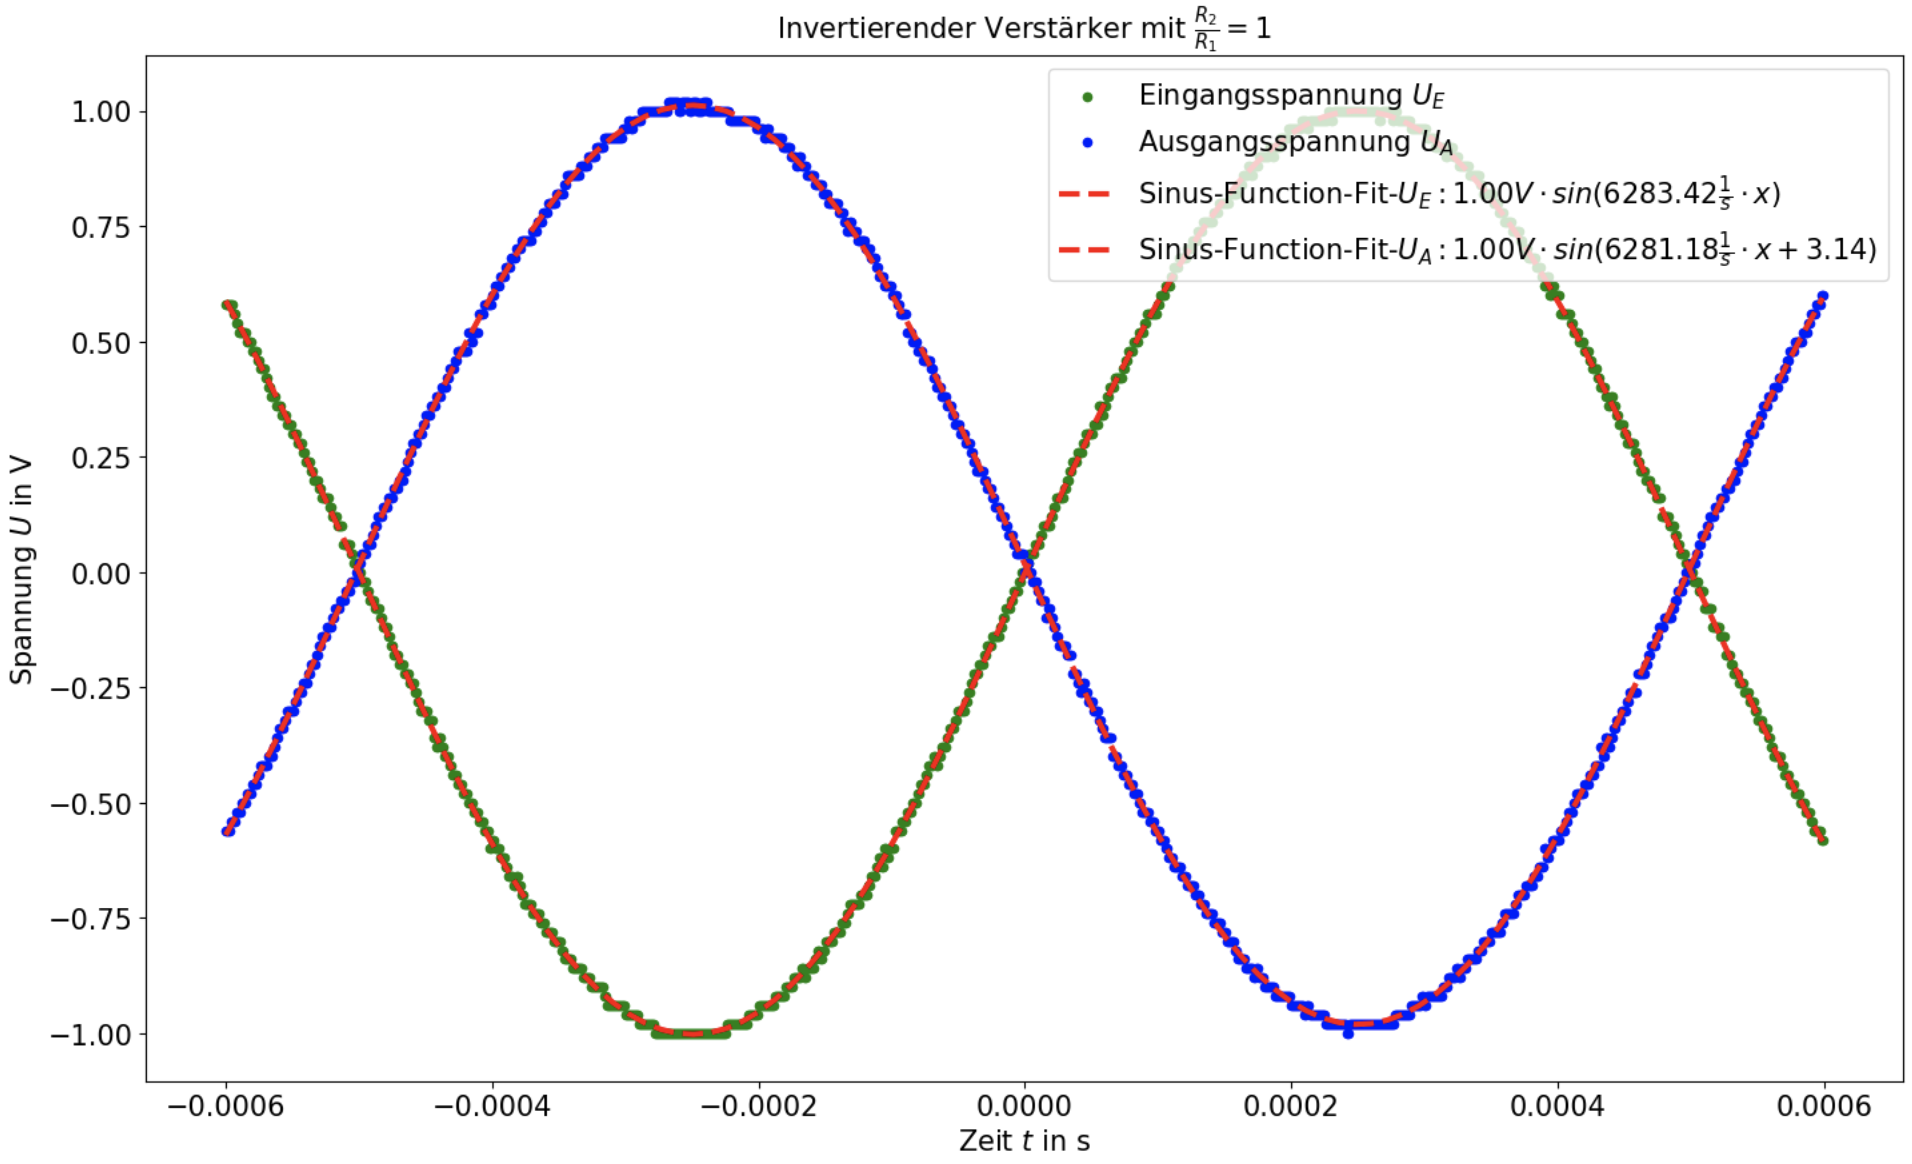 Invertierender Verstärker mit R₂/R₁ = 1
Eingangsspannung U_E
Ausgangsspannung U_A
Sinus-Function-Fit-U_E : 1.00V · sin(6283.42 1/s · x)
Sinus-Function-Fit-U_A : 1.00V · sin(6281.18 1/s · x + 3.14)
Spannung U in V
1.00
0.75
0.50
0.25
0.00
−0.25
−0.50
−0.75
−1.00
−0.0006 −0.0004 −0.0002 0.0000 0.0002 0.0004 0.0006
Zeit t in s